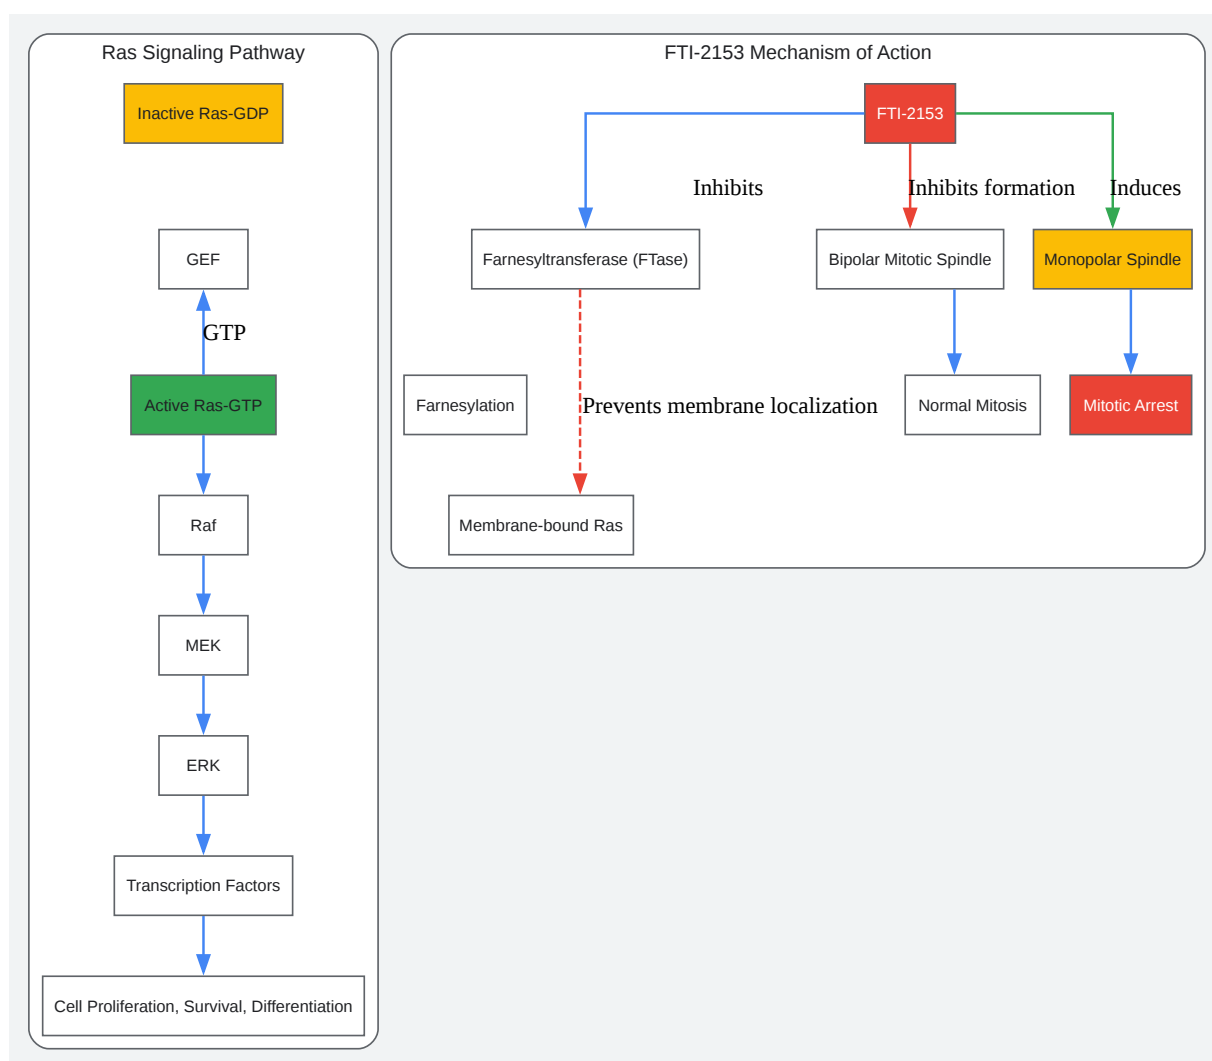 Ras Signaling Pathway
Inactive Ras-GDP
GEF
GTP
Active Ras-GTP
Raf
MEK
ERK
Transcription Factors
Cell Proliferation, Survival, Differentiation
FTI-2153 Mechanism of Action
FTI-2153
Inhibits
Inhibits formation
Induces
Farnesyltransferase (FTase)
Bipolar Mitotic Spindle
Monopolar Spindle
Farnesylation
Prevents membrane localization
Normal Mitosis
Mitotic Arrest
Membrane-bound Ras